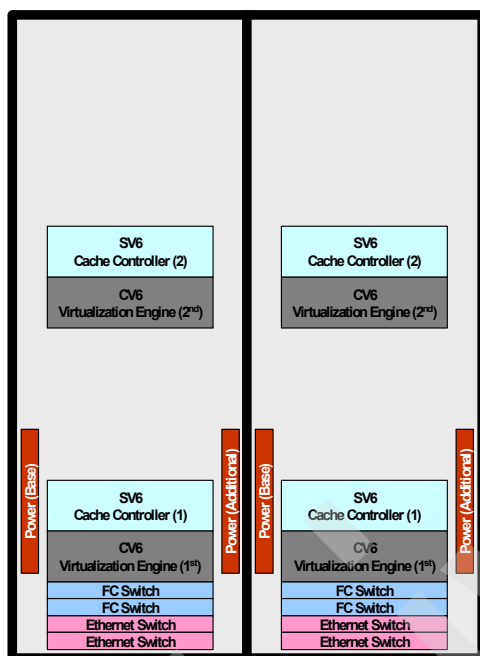 SV6
Cache Controller (2)
CV6
Virtualization Engine (2nd)
SV6
Cache Controller (2)
CV6
Virtualization Engine (2nd)
Power (Base)
SV6
Cache Controller (1)
CV6
Virtualization Engine (1st)
FC Switch
FC Switch
Ethernet Switch
Ethernet Switch
Power (Additional)
Power (Base)
SV6
Cache Controller (1)
CV6
Virtualization Engine (1st)
FC Switch
FC Switch
Ethernet Switch
Ethernet Switch
Power (Additional)